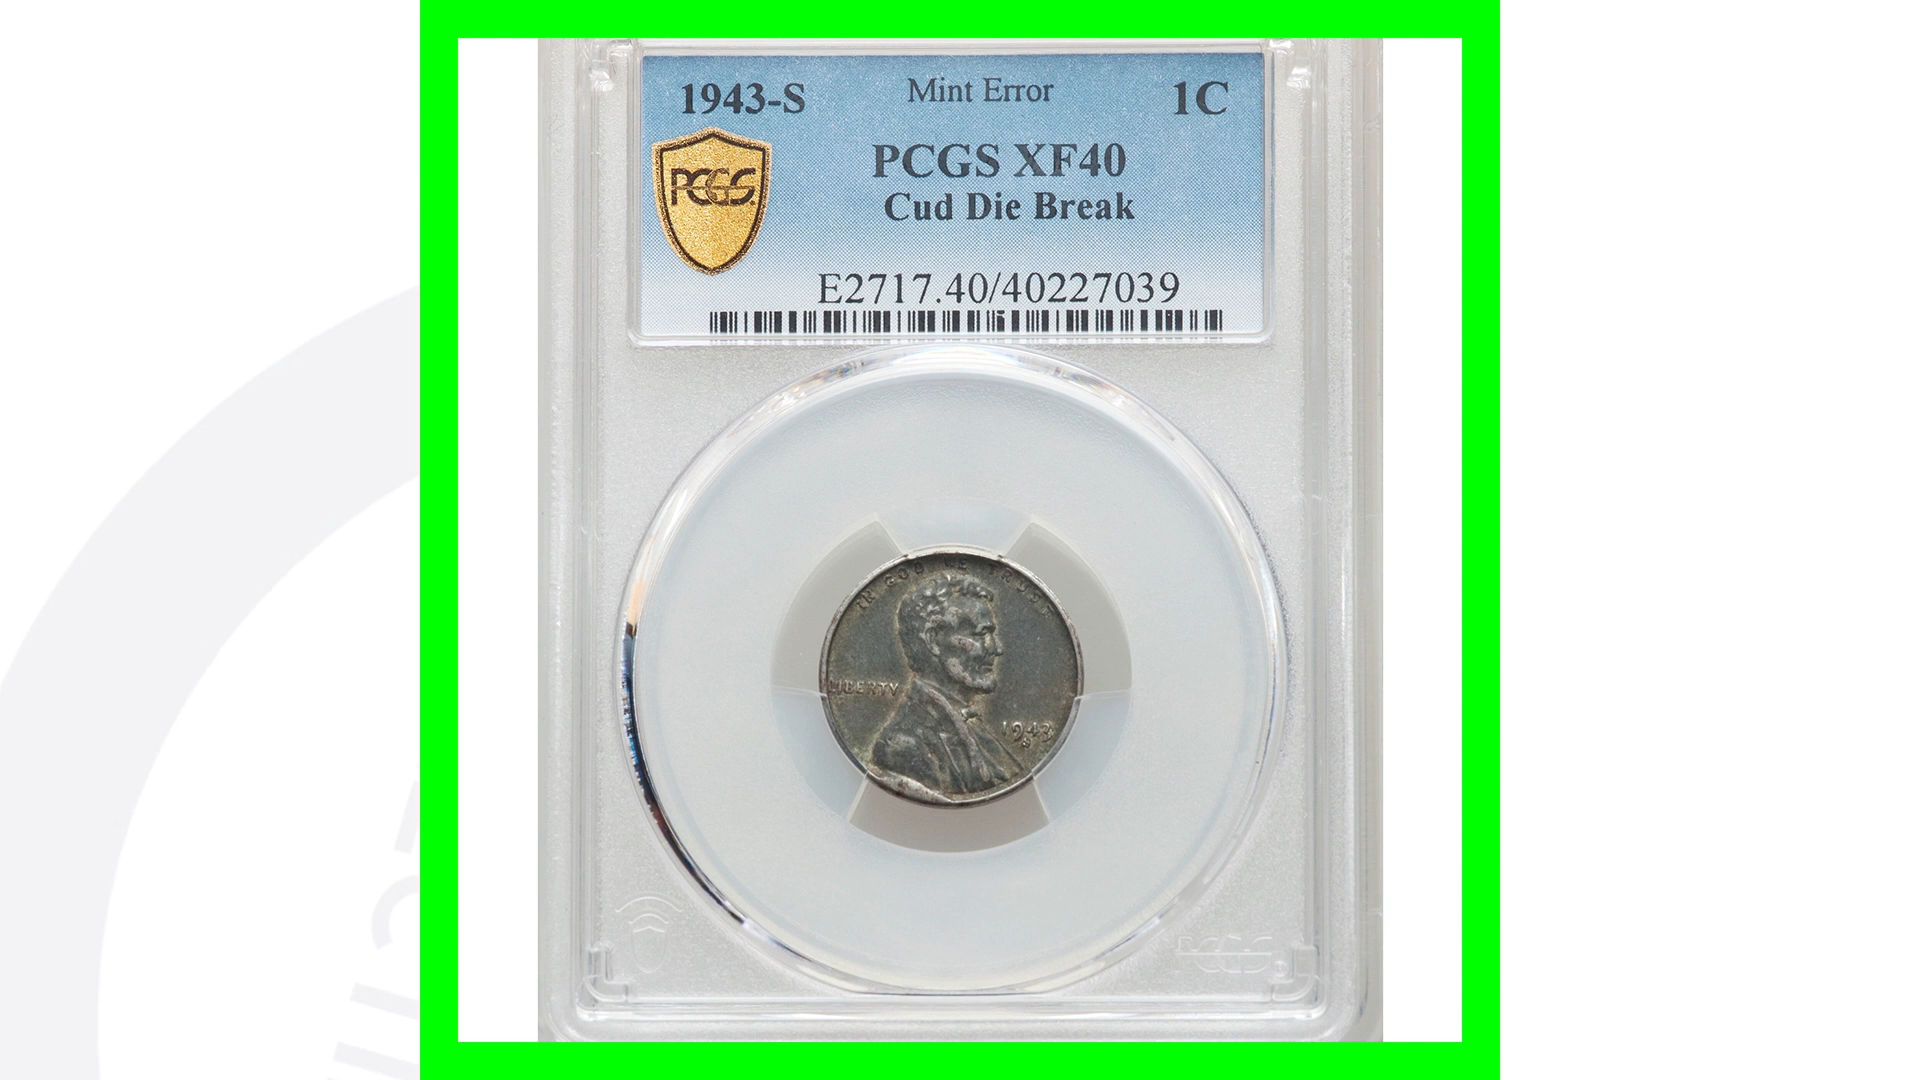 1943-S Mint Error 1C
PCGS XF40
PCGS
Cud Die Break
E2717.40/40227039
IN GOD WE TRUST
LIBERTY
1943
S
PCGS